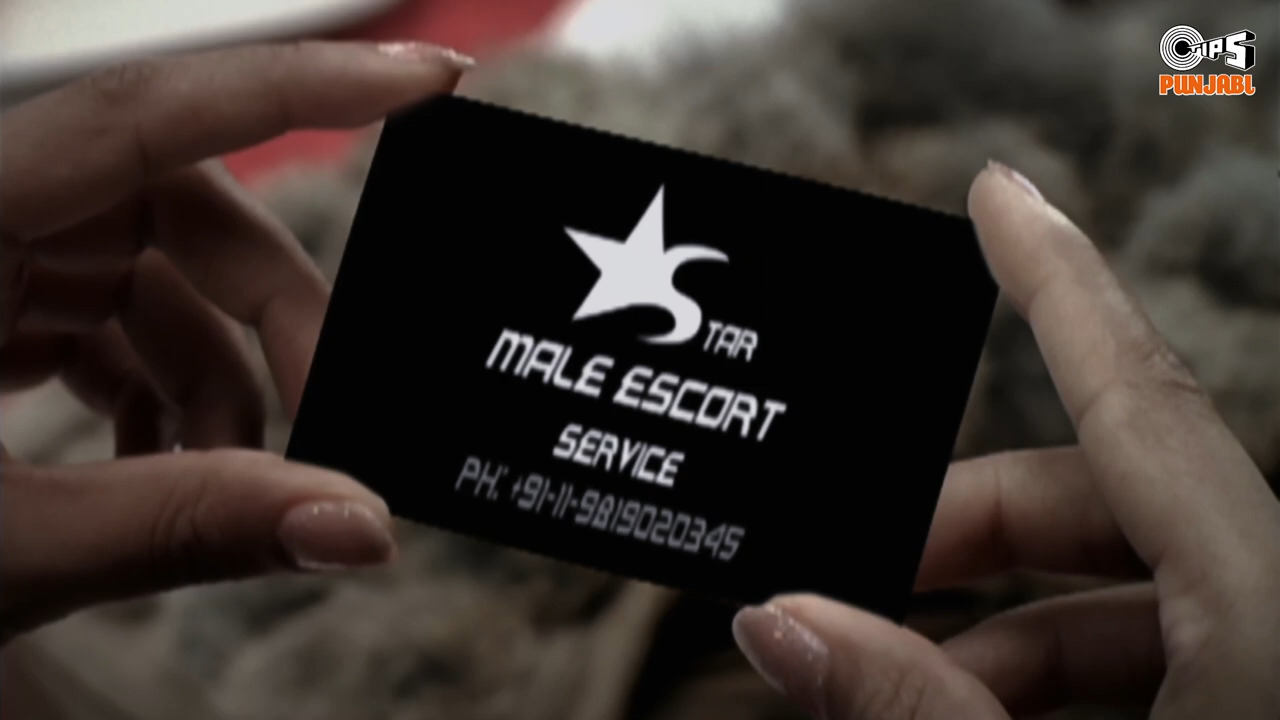 TIPS
PUNJABI
STAR
MALE ESCORT
SERVICE
PH: +91-11-9819020345